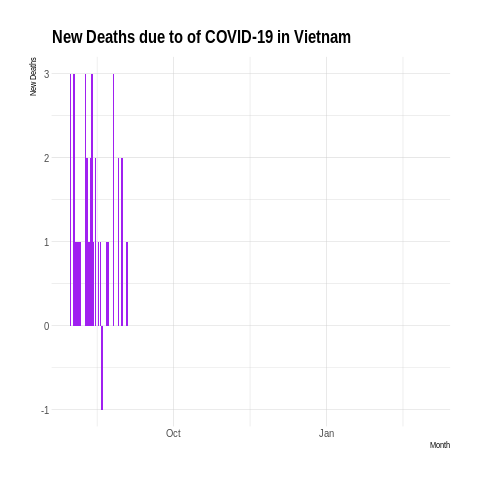 New Deaths due to of COVID-19 in Vietnam
New Deaths
3
2
1
0
-1
Oct
Jan
Month